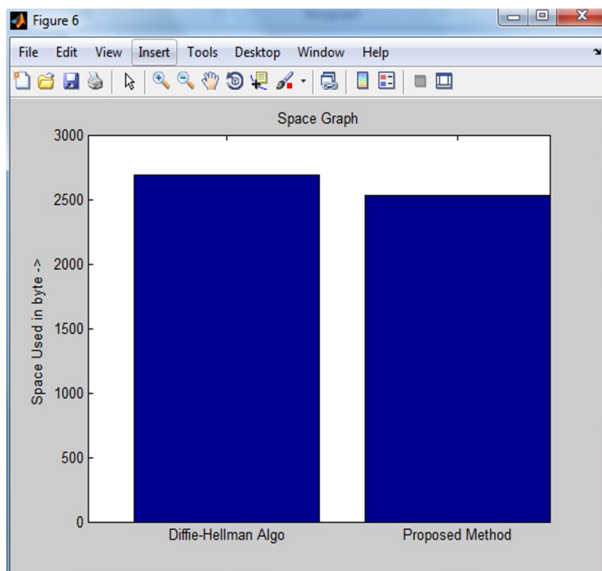 Figure 6
File Edit View Insert Tools Desktop Window Help
Space Graph
3000
2500
2000
1500
1000
500
0
Space Used in byte ->
Diffie-Hellman Algo Proposed Method